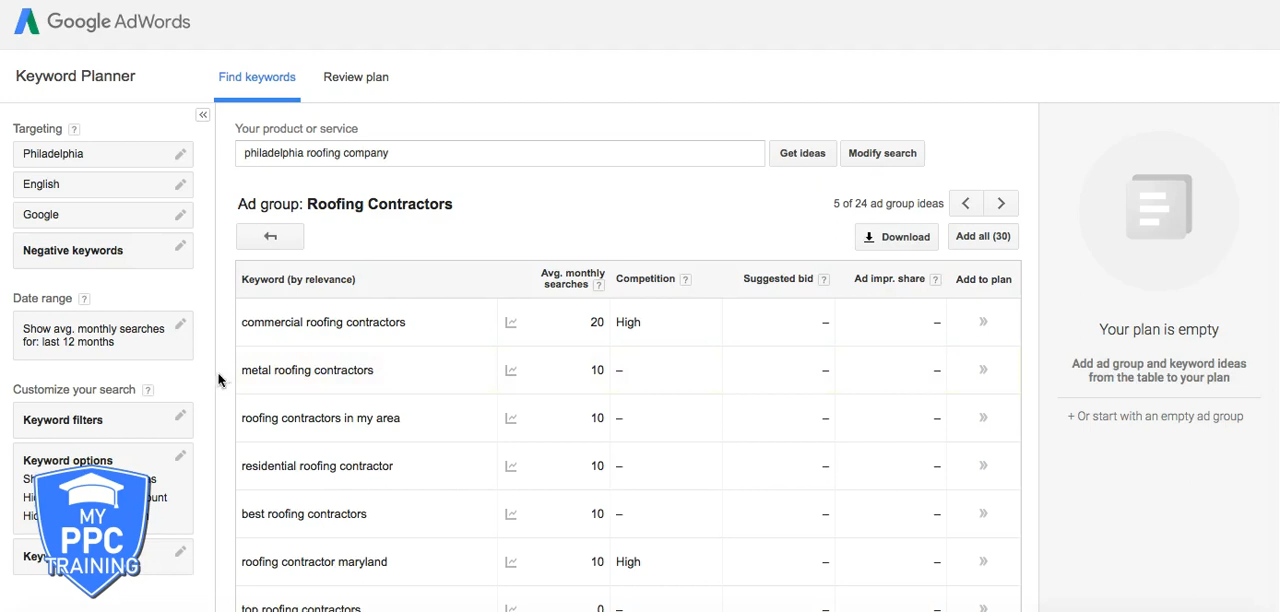 Google AdWords
Keyword Planner
Find keywords
Review plan
«
Targeting ?
Philadelphia
English
Google
Negative keywords
Date range ?
Show avg. monthly searches
for: last 12 months
Customize your search ?
Keyword filters
Keyword options
MY
PPC
TRAINING
Your product or service
philadelphia roofing company
Get ideas
Modify search
Ad group: Roofing Contractors
5 of 24 ad group ideas
Download
Add all (30)
Keyword (by relevance) Avg. monthly searches ? Competition ? Suggested bid ? Ad impr. share ? Add to plan
commercial roofing contractors 20 High – – »
metal roofing contractors 10 – – – »
roofing contractors in my area 10 – – – »
residential roofing contractor 10 – – – »
best roofing contractors 10 – – – »
roofing contractor maryland 10 High – – »
top roofing contractors 0 – – – »
Your plan is empty
Add ad group and keyword ideas
from the table to your plan
+ Or start with an empty ad group